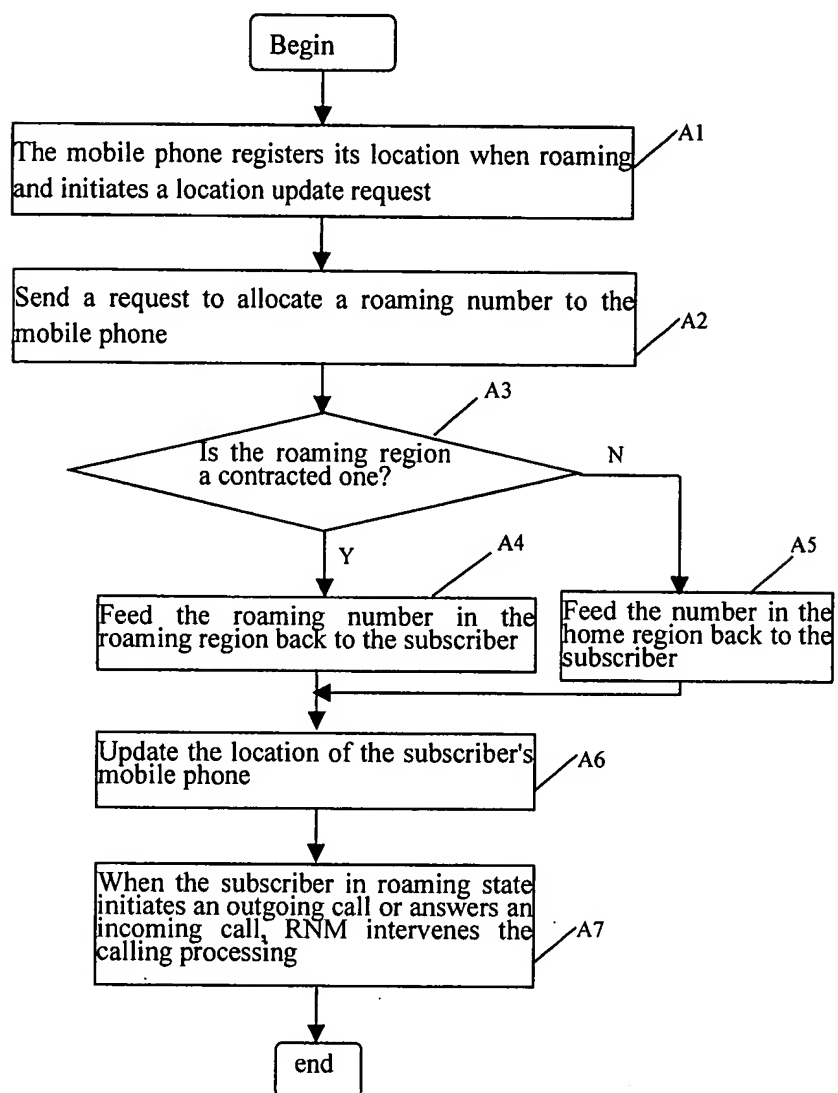 Begin
A1
The mobile phone registers its location when roaming
and initiates a location update request
Send a request to allocate a roaming number to the
mobile phone
A2
A3
Is the roaming region
a contracted one?
N
Y
A4
A5
Feed the roaming number in the
roaming region back to the subscriber
Feed the number in the
home region back to the
subscriber
Update the location of the subscriber's
mobile phone
A6
When the subscriber in roaming state
initiates an outgoing call or answers an
incoming call, RNM intervenes the
calling processing
A7
end